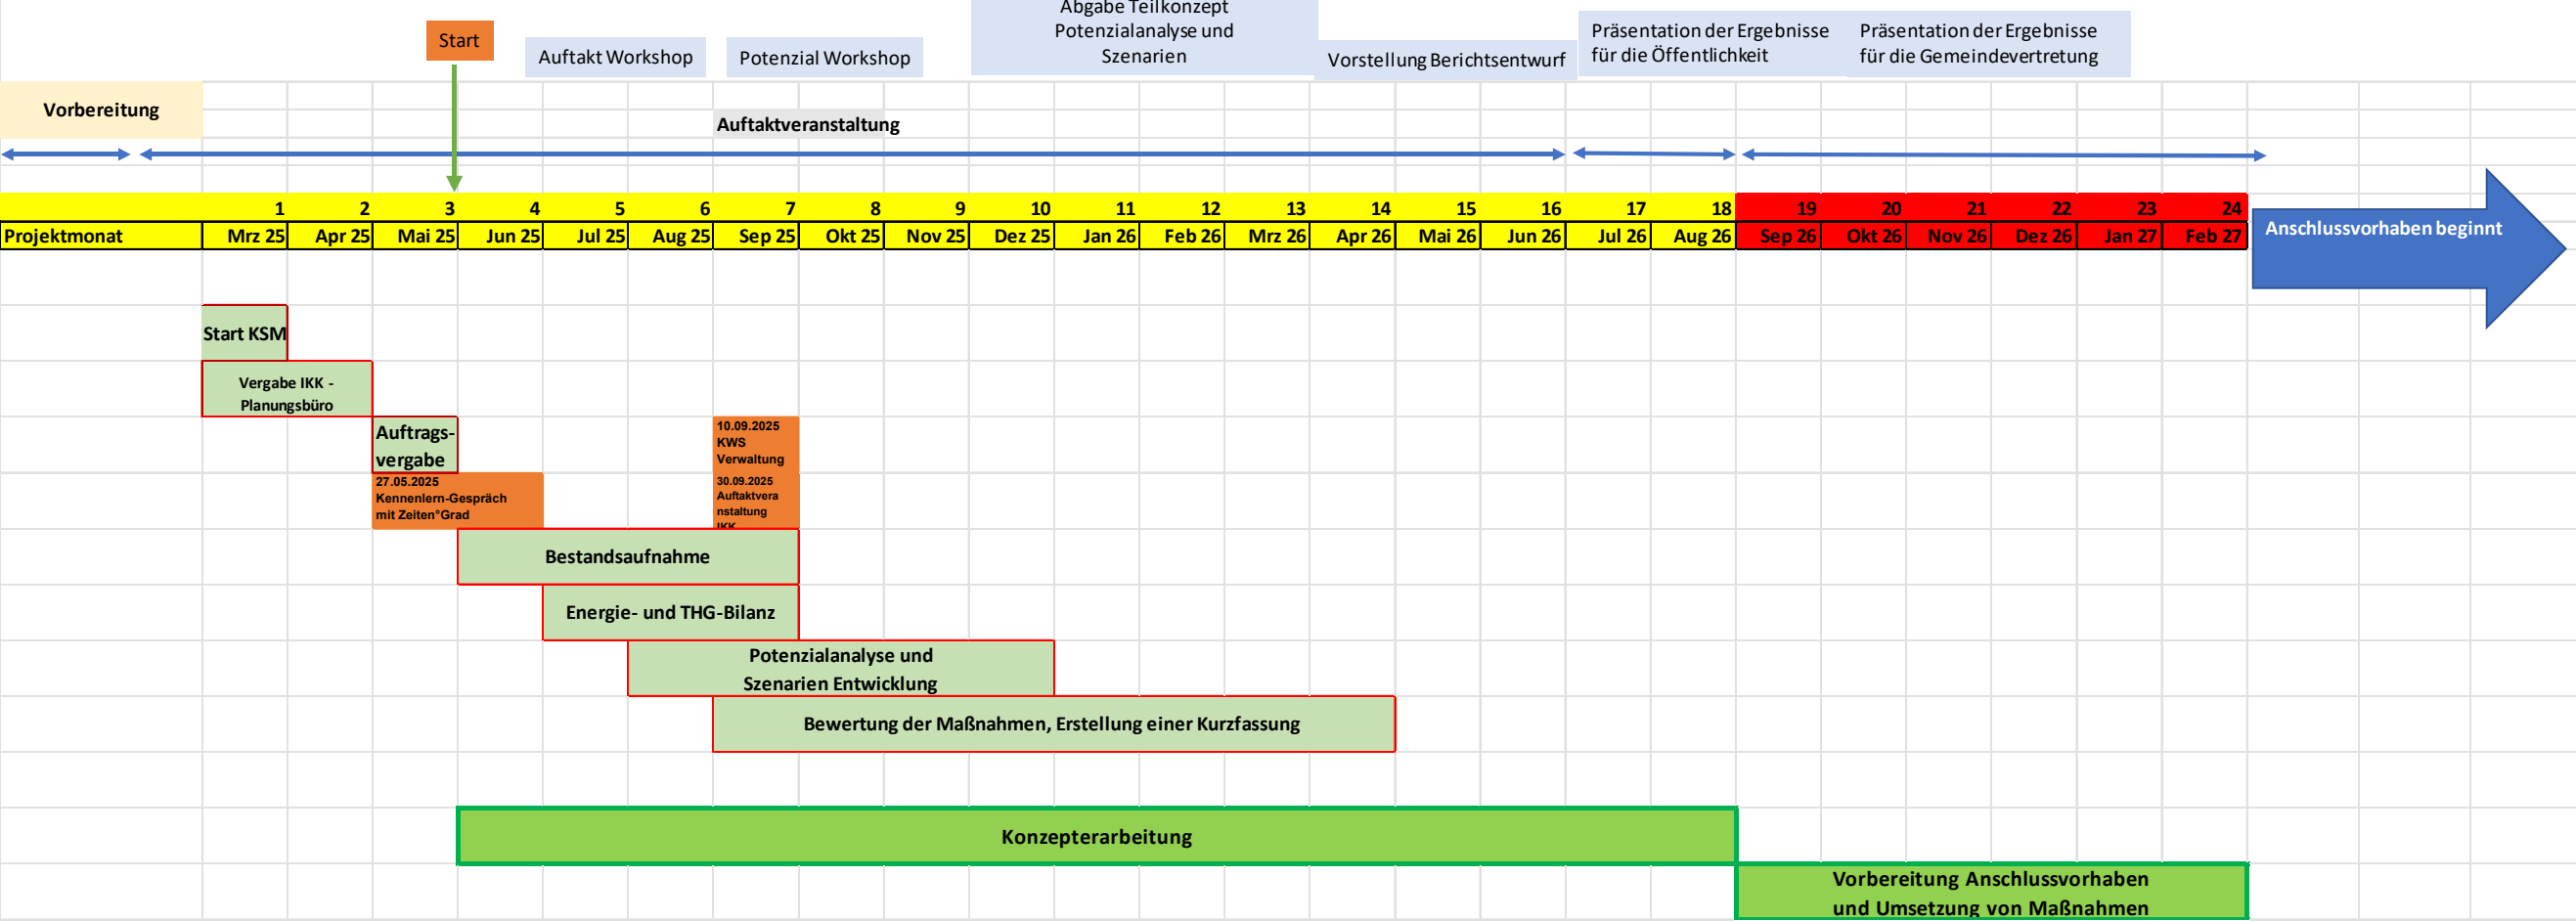 Abgabe Teilkonzept
Potenzialanalyse und
Szenarien
Start
Auftakt Workshop
Potenzial Workshop
Vorstellung Berichtsentwurf
Präsentation der Ergebnisse
für die Öffentlichkeit
Präsentation der Ergebnisse
für die Gemeindevertretung
Vorbereitung
Auftaktveranstaltung
1 2 3 4 5 6 7 8 9 10 11 12 13 14 15 16 17 18 19 20 21 22 23 24
Projektmonat Mrz 25 Apr 25 Mai 25 Jun 25 Jul 25 Aug 25 Sep 25 Okt 25 Nov 25 Dez 25 Jan 26 Feb 26 Mrz 26 Apr 26 Mai 26 Jun 26 Jul 26 Aug 26 Sep 26 Okt 26 Nov 26 Dez 26 Jan 27 Feb 27
Anschlussvorhaben beginnt
Start KSM
Vergabe IKK -
Planungsbüro
Auftrags-
vergabe
10.09.2025
KWS
Verwaltung
27.05.2025
Kennenlern-Gespräch
mit Zeiten°Grad
30.09.2025
Auftaktvera
nstaltung
IKK
Bestandsaufnahme
Energie- und THG-Bilanz
Potenzialanalyse und
Szenarien Entwicklung
Bewertung der Maßnahmen, Erstellung einer Kurzfassung
Konzepterarbeitung
Vorbereitung Anschlussvorhaben
und Umsetzung von Maßnahmen